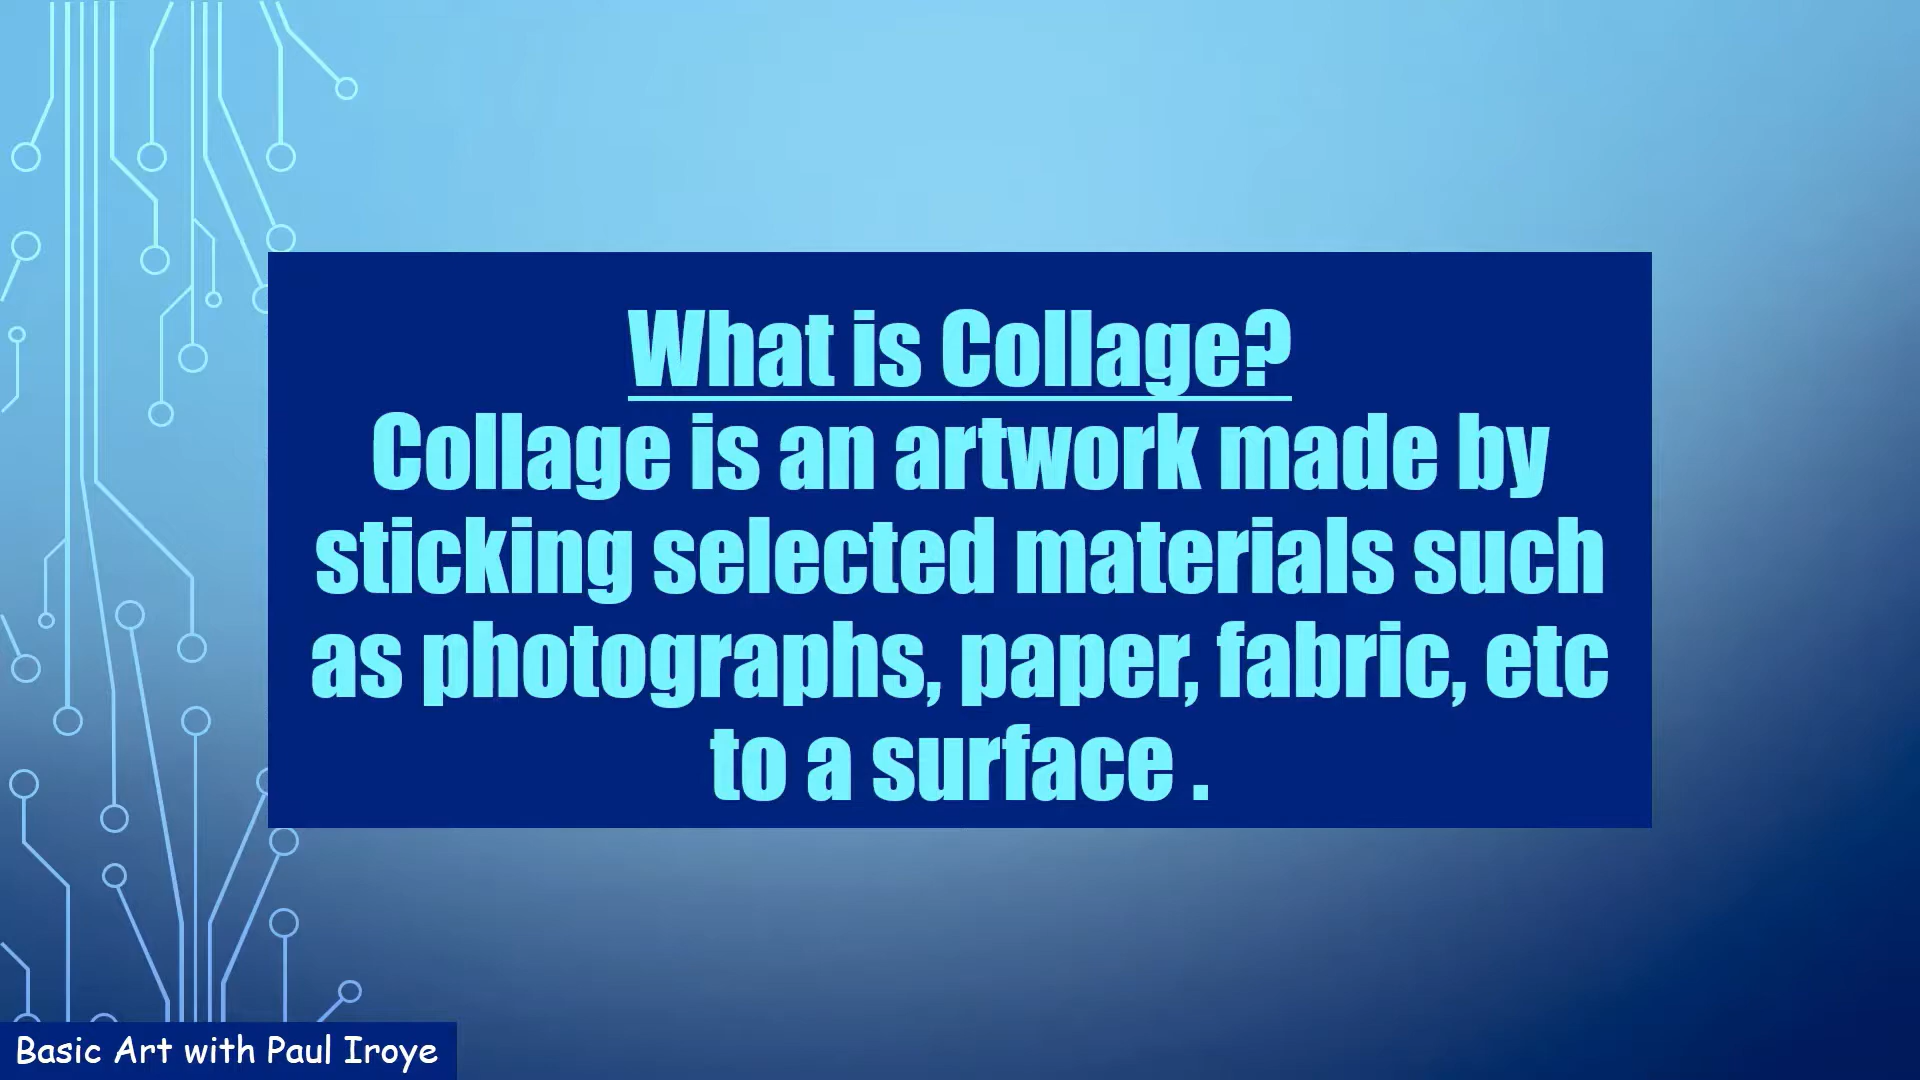 What is Collage?
Collage is an artwork made by
sticking selected materials such
as photographs, paper, fabric, etc
to a surface .
Basic Art with Paul Iroye